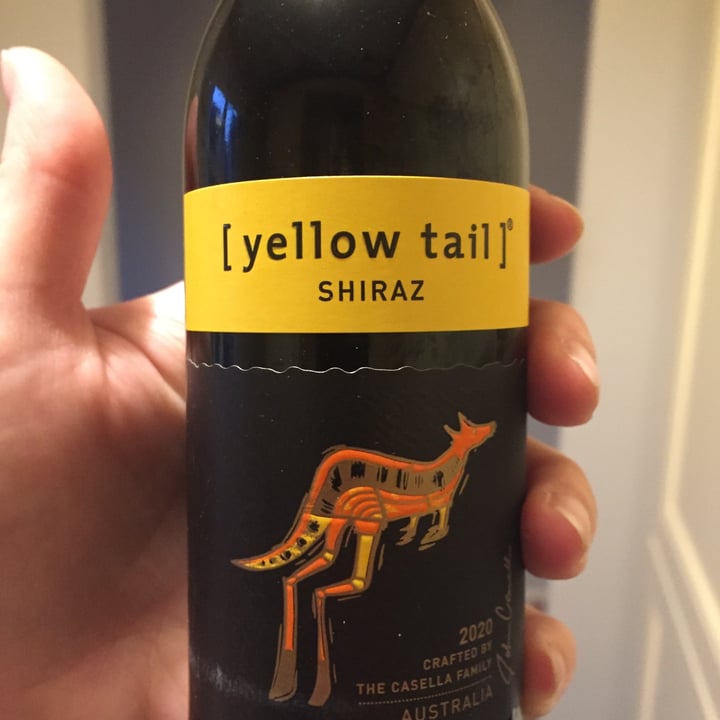 [ yellow tail ]®
SHIRAZ
2020
CRAFTED BY
THE CASELLA FAMILY
AUSTRALIA